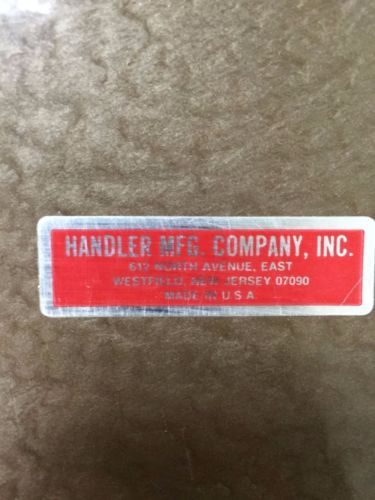 HANDLER MFG. COMPANY, INC.
612 NORTH AVENUE, EAST
WESTFIELD, NEW JERSEY 07090
MADE IN U.S.A.